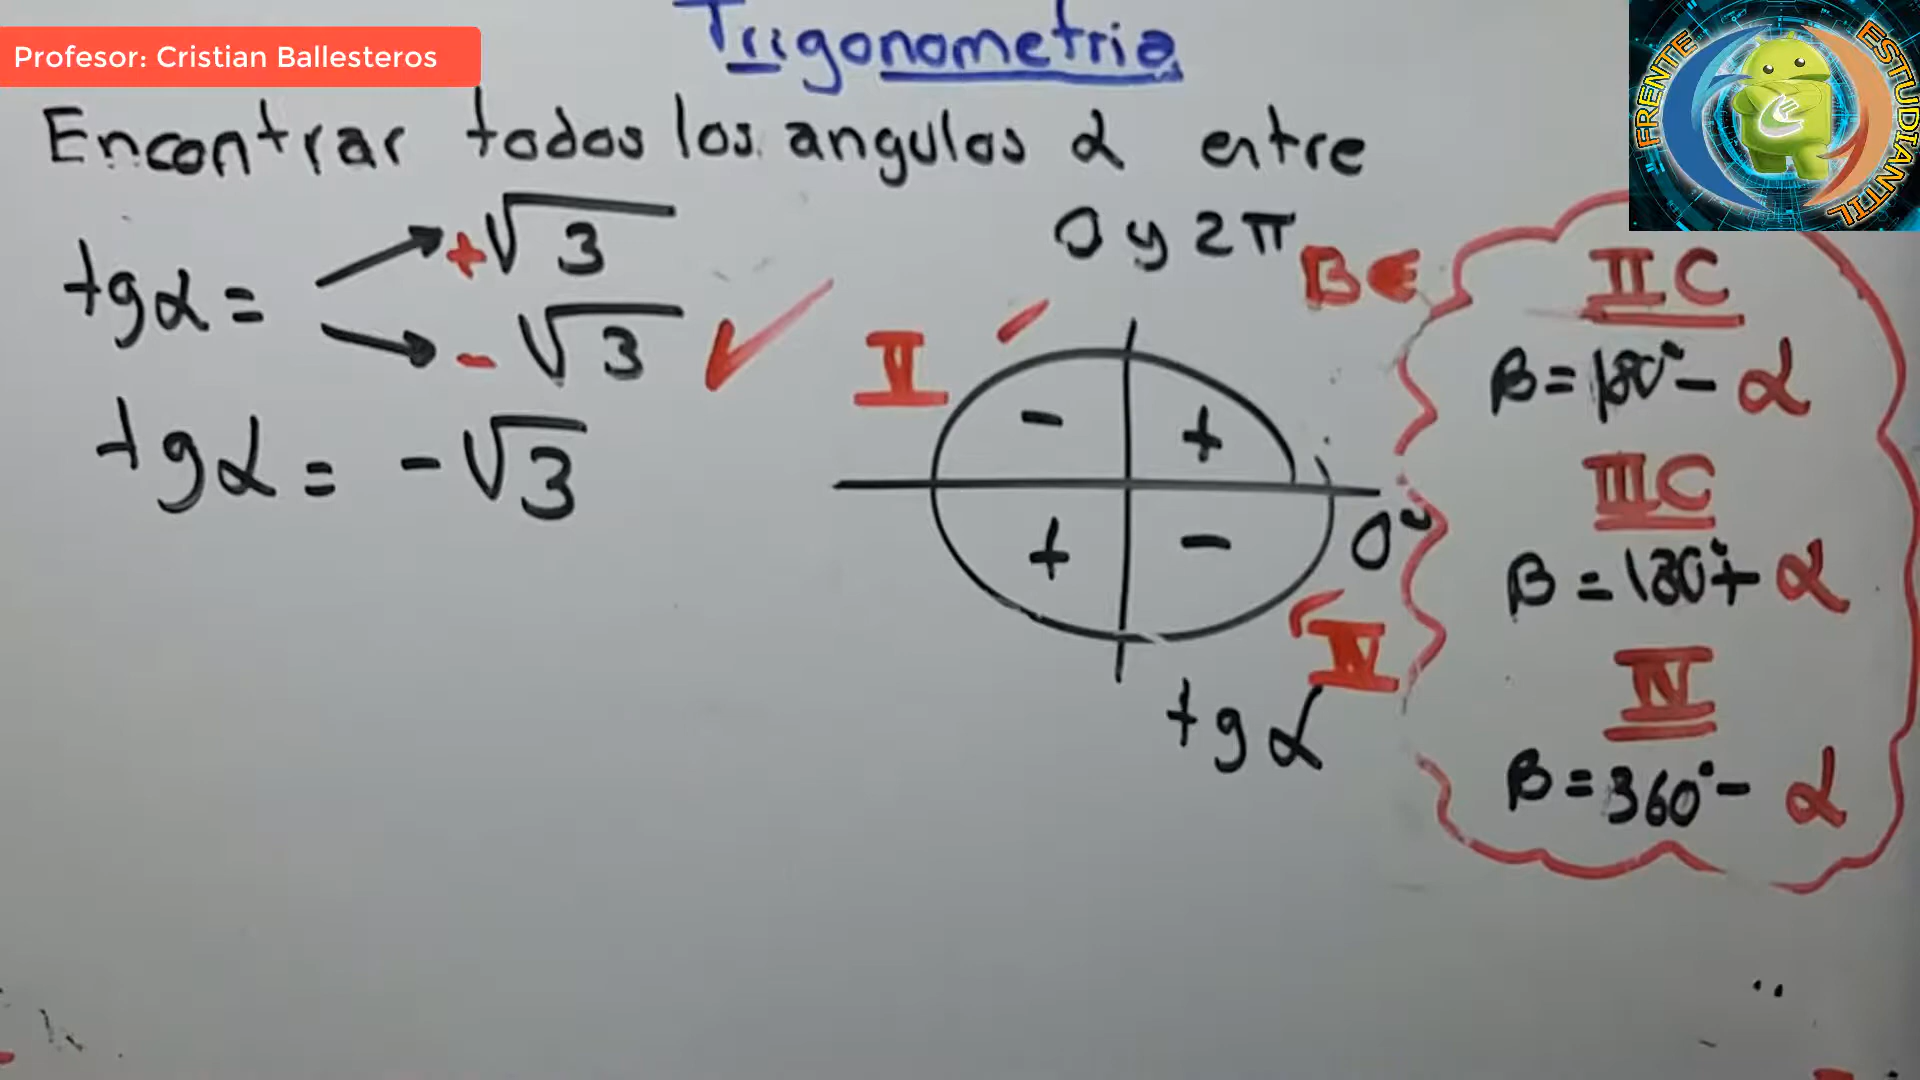 Trigonometria
Profesor: Cristian Ballesteros
FRENTE ESTUDIANTIL
Encontrar todos los angulos α entre
0 y 2π
tgα = +√3
-√3
tgα = -√3
II
- +
+ -
0°
IV
tgα
B∈
II C
B = 180° - α
III C
B = 180° + α
IV
B = 360° - α